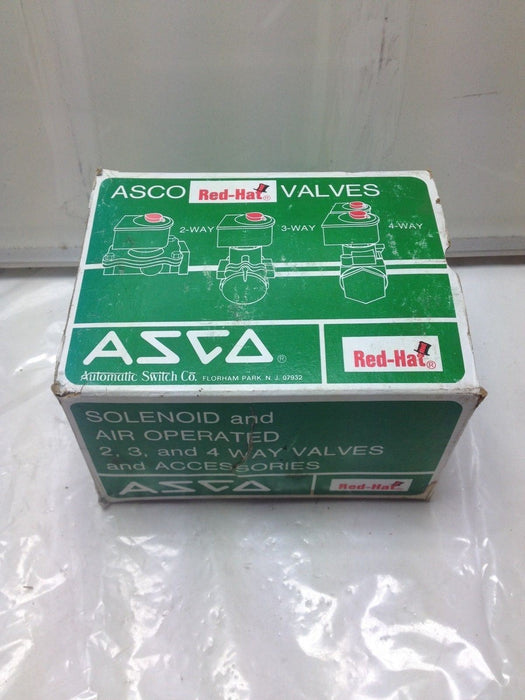 ASCO Red-Hat® VALVES
2-WAY 3-WAY 4-WAY
ASCO®
Automatic Switch Co. FLORHAM PARK, N. J. 07932
Red-Hat®
SOLENOID and
AIR OPERATED
2, 3, and 4 WAY VALVES
and ACCESSORIES
ASCO
Red-Hat